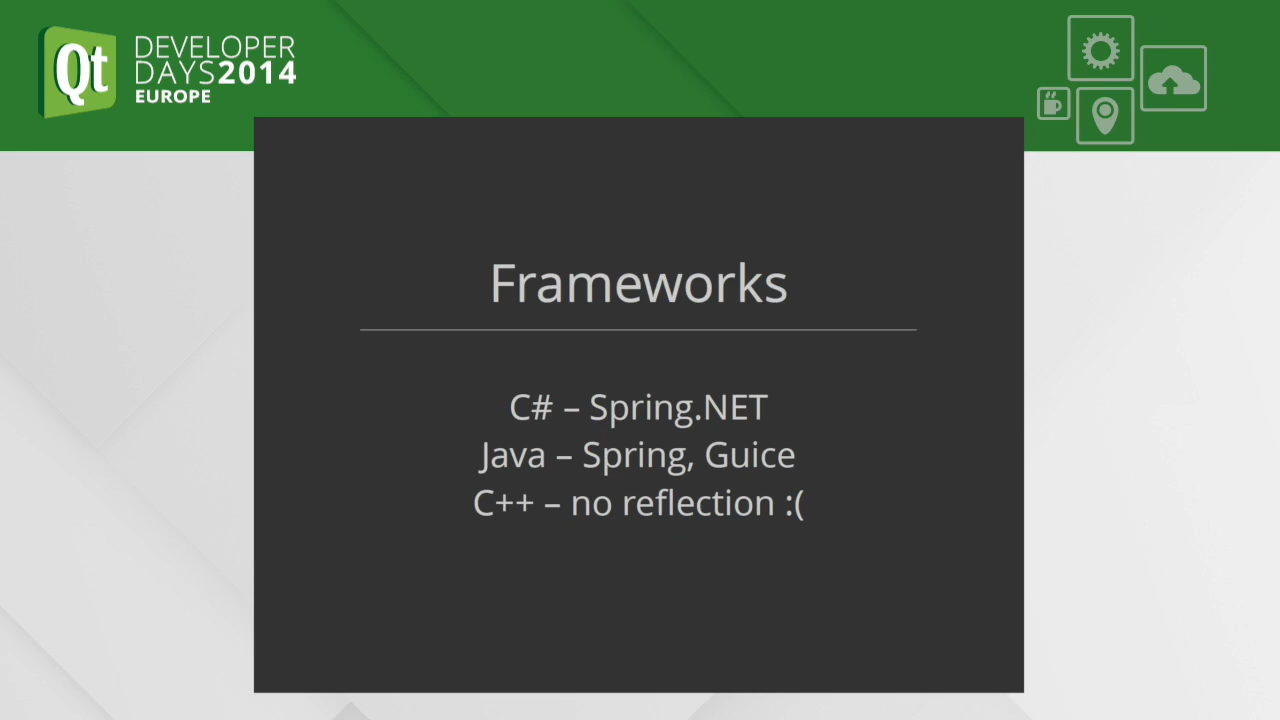 Qt
DEVELOPER
DAYS2014
EUROPE
Frameworks
C# – Spring.NET
Java – Spring, Guice
C++ – no reflection :(